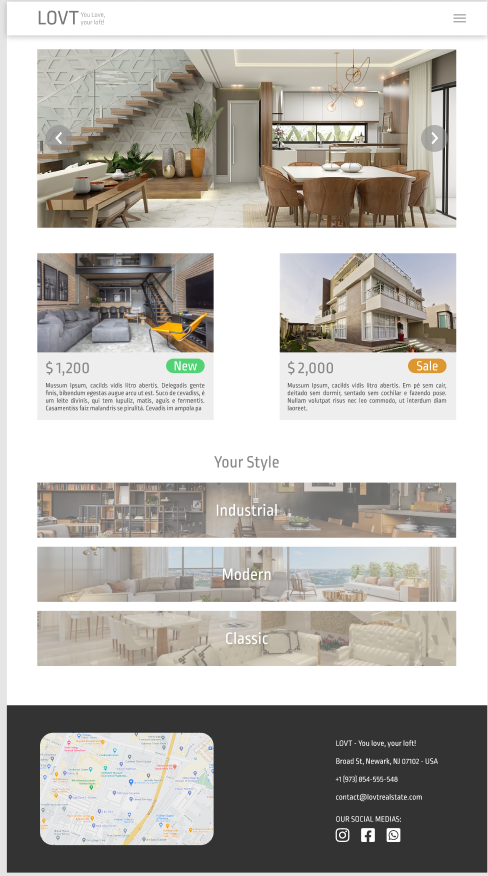 LOVT You Love,
your loft!
$ 1,200 New
Mussum Ipsum, cacilds vidis litro abertis. Delegadis gente
finis, bibendum egestas augue arcu ut est. Suco de cevadiss, é
um leite divinis, qui tem lupuliz, matis, aguis e fermentis.
Casamentiss faiz malandris se pirulitá. Cevadis im ampola pa
$ 2,000 Sale
Mussum Ipsum, cacilds vidis litro abertis. Em pé sem cair,
deitado sem dormir, sentado sem cochilar e fazendo pose.
Nullam volutpat risus nec leo commodo, ut interdum diam
laoreet.
Your Style
Industrial
Modern
Classic
LOVT - You love, your loft!
Broad St, Newark, NJ 07102 - USA
+1 (973) 854-555-548
contact@lovtrealstate.com
OUR SOCIAL MEDIAS: